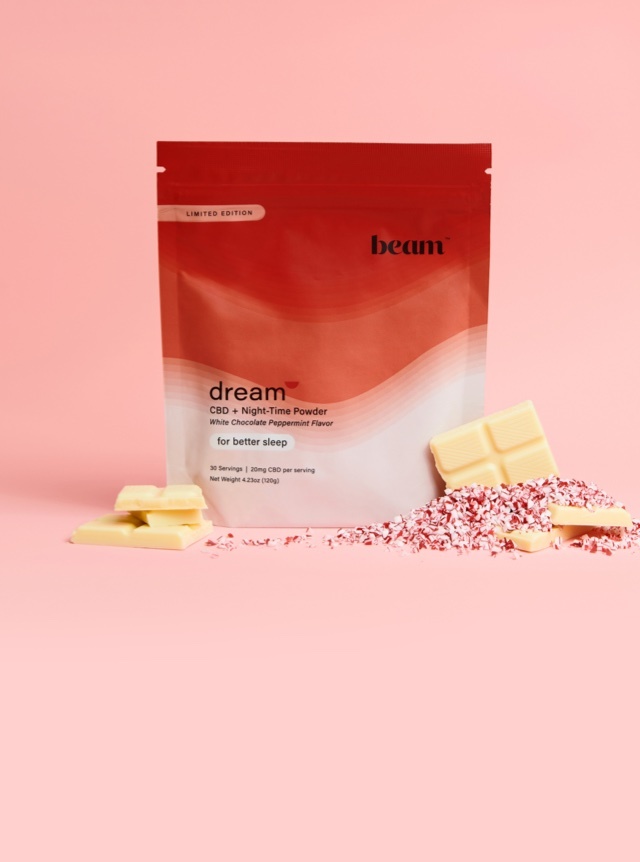 LIMITED EDITION
beam™
dream
CBD + Night-Time Powder
White Chocolate Peppermint Flavor
for better sleep
30 Servings | 20mg CBD per serving
Net Weight 4.23oz (120g)